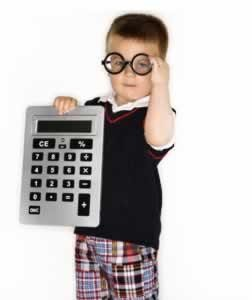 CE %
7 8 9 ÷
4 5 6 ×
1 2 3 -
0 . = +